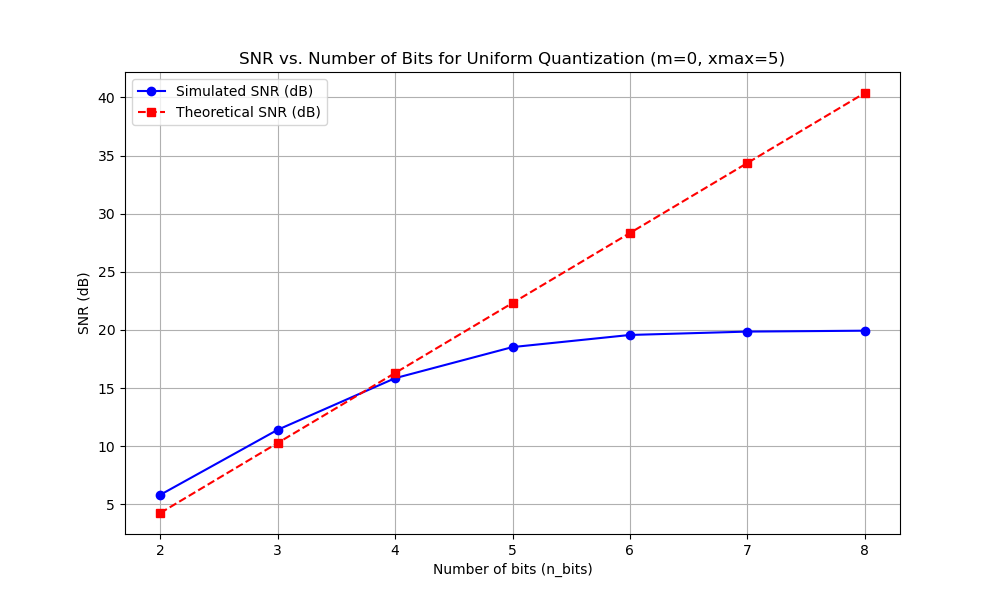 SNR vs. Number of Bits for Uniform Quantization (m=0, xmax=5)
Simulated SNR (dB)
Theoretical SNR (dB)
SNR (dB)
40
35
30
25
20
15
10
5
2 3 4 5 6 7 8
Number of bits (n_bits)